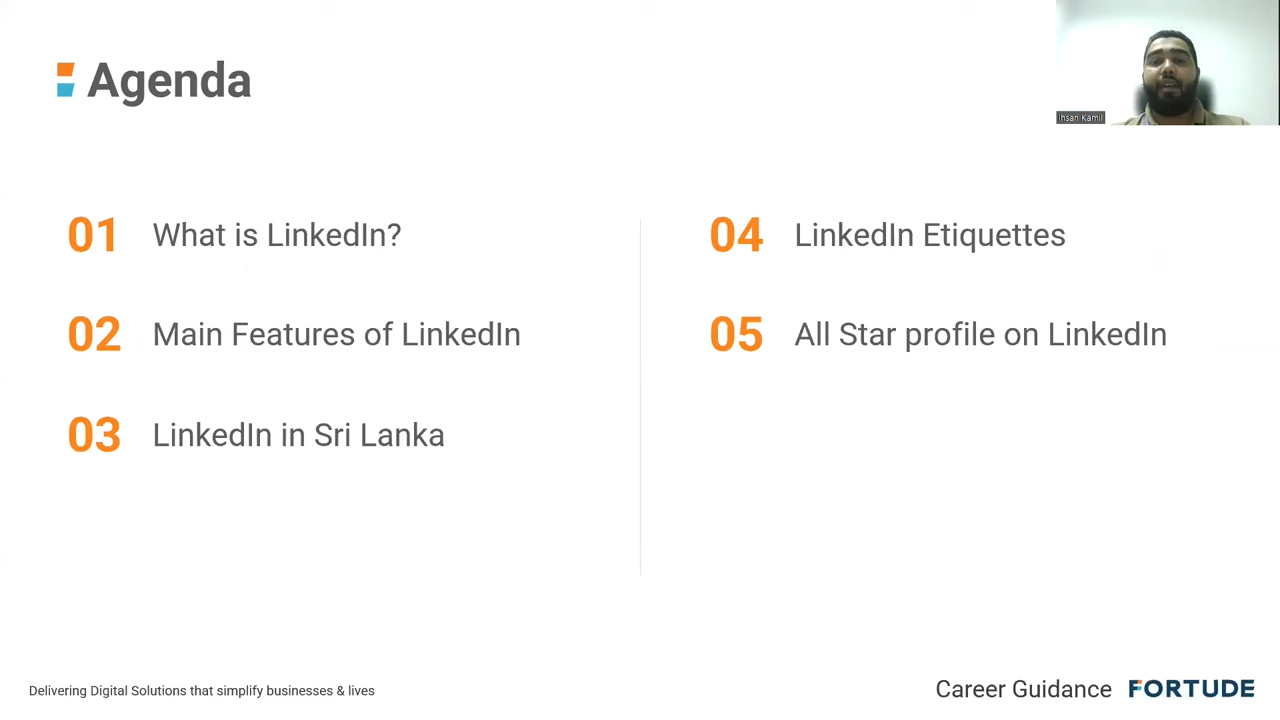 Agenda
Ihsan Kamil
01 What is LinkedIn?
02 Main Features of LinkedIn
03 LinkedIn in Sri Lanka
04 LinkedIn Etiquettes
05 All Star profile on LinkedIn
Delivering Digital Solutions that simplify businesses & lives
Career Guidance FORTUDE